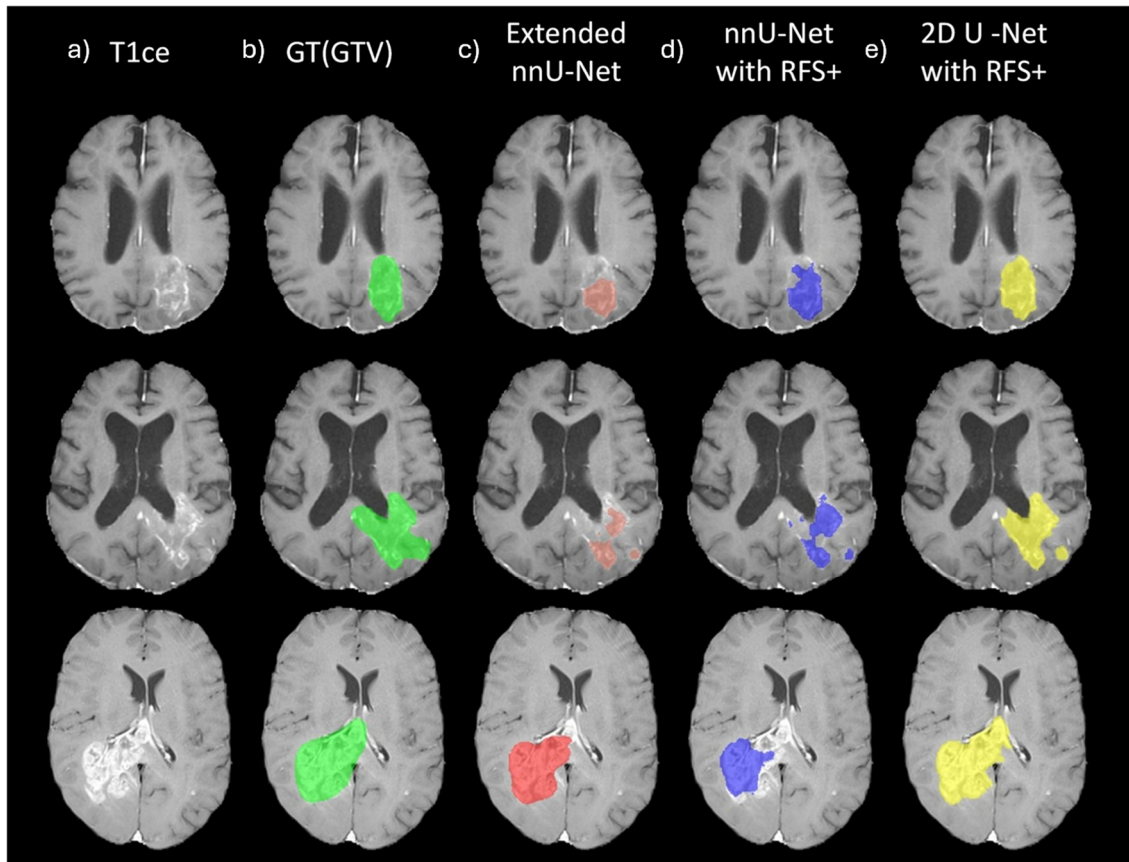 a) T1ce
b) GT(GTV)
c) Extended
nnU-Net
d) nnU-Net
with RFS+
e) 2D U -Net
with RFS+